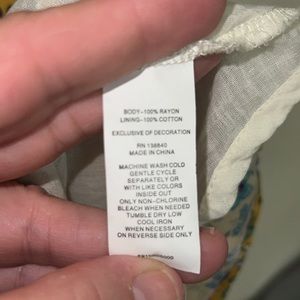 BODY-100% RAYON
LINING-100% COTTON
EXCLUSIVE OF DECORATION
RN 138840
MADE IN CHINA
MACHINE WASH COLD
GENTLE CYCLE
SEPARATELY OR
WITH LIKE COLORS
INSIDE OUT
ONLY NON-CHLORINE
BLEACH WHEN NEEDED
TUMBLE DRY LOW
COOL IRON
WHEN NECESSARY
ON REVERSE SIDE ONLY